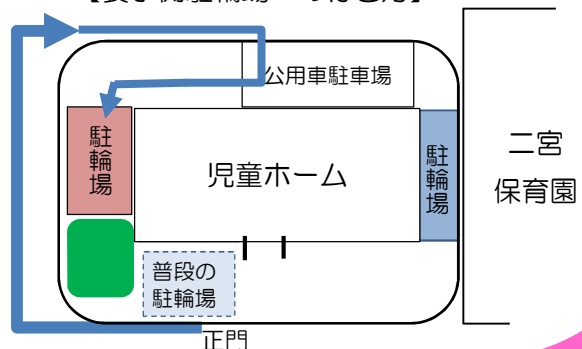 公用車駐車場
駐輪場
児童ホーム
駐輪場
二宮
保育園
普段の
駐輪場
正門